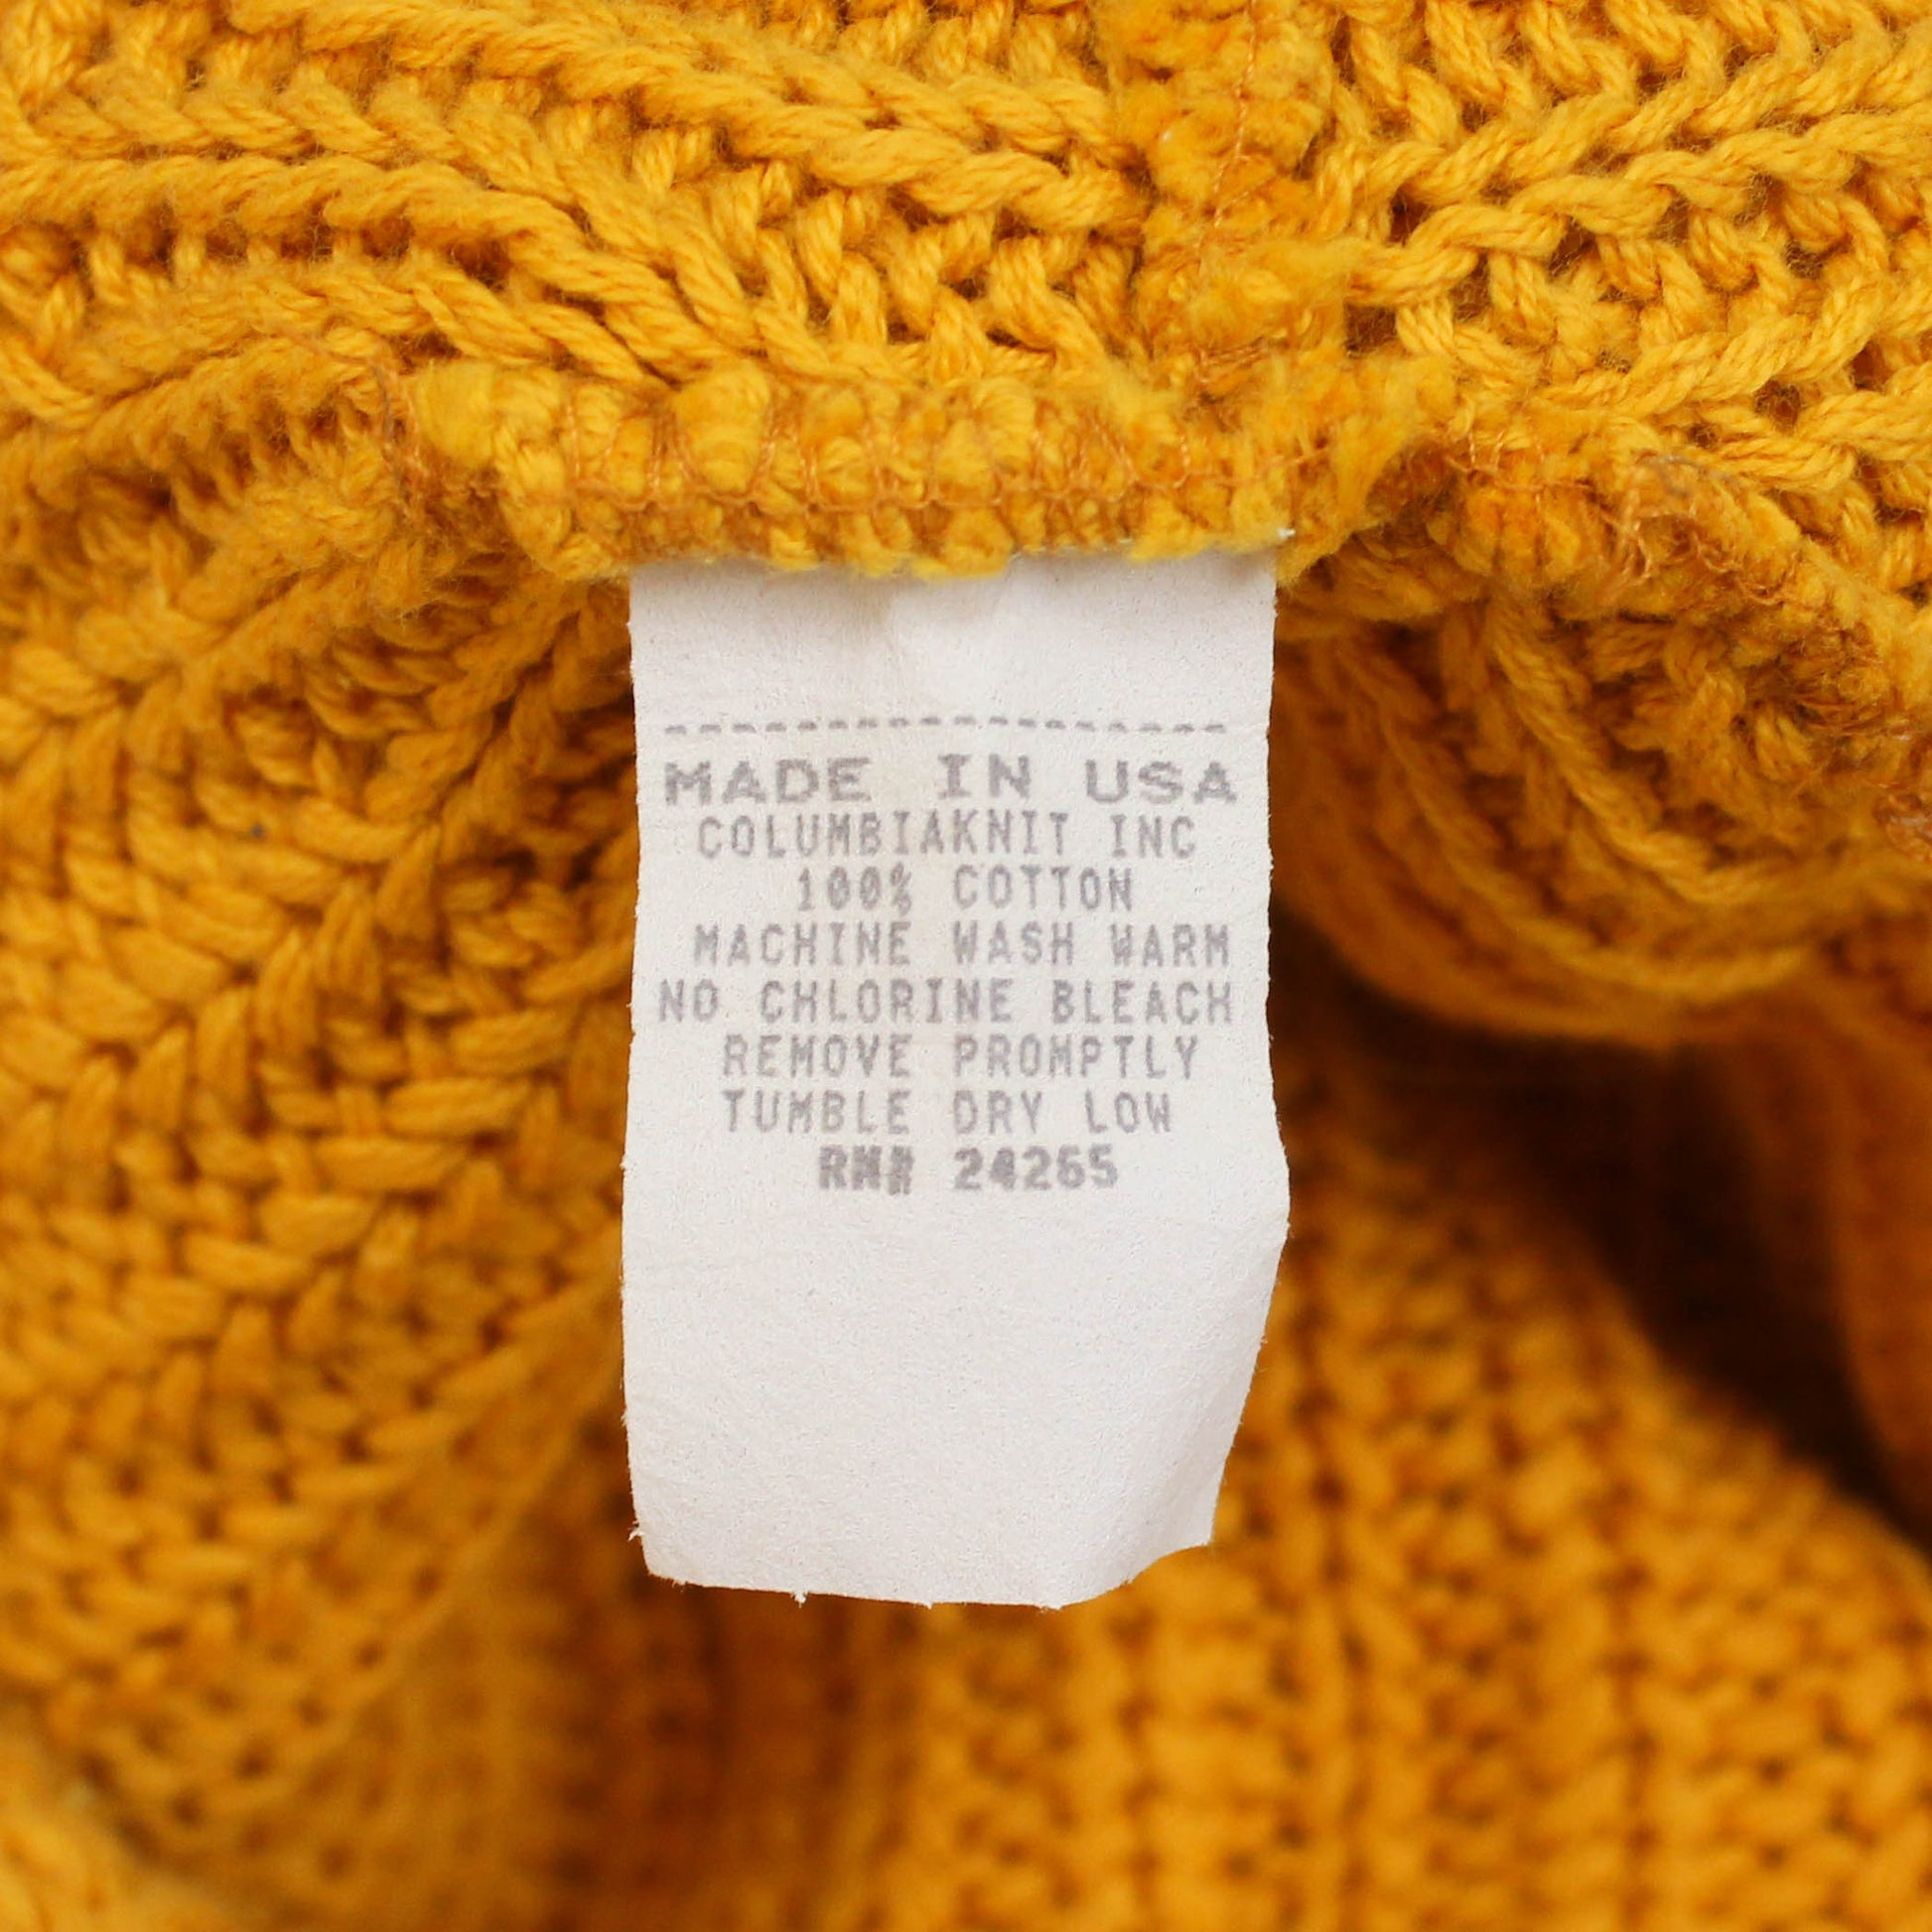 MADE IN USA
COLUMBIAKNIT INC
100% COTTON
MACHINE WASH WARM
NO CHLORINE BLEACH
REMOVE PROMPTLY
TUMBLE DRY LOW
24265